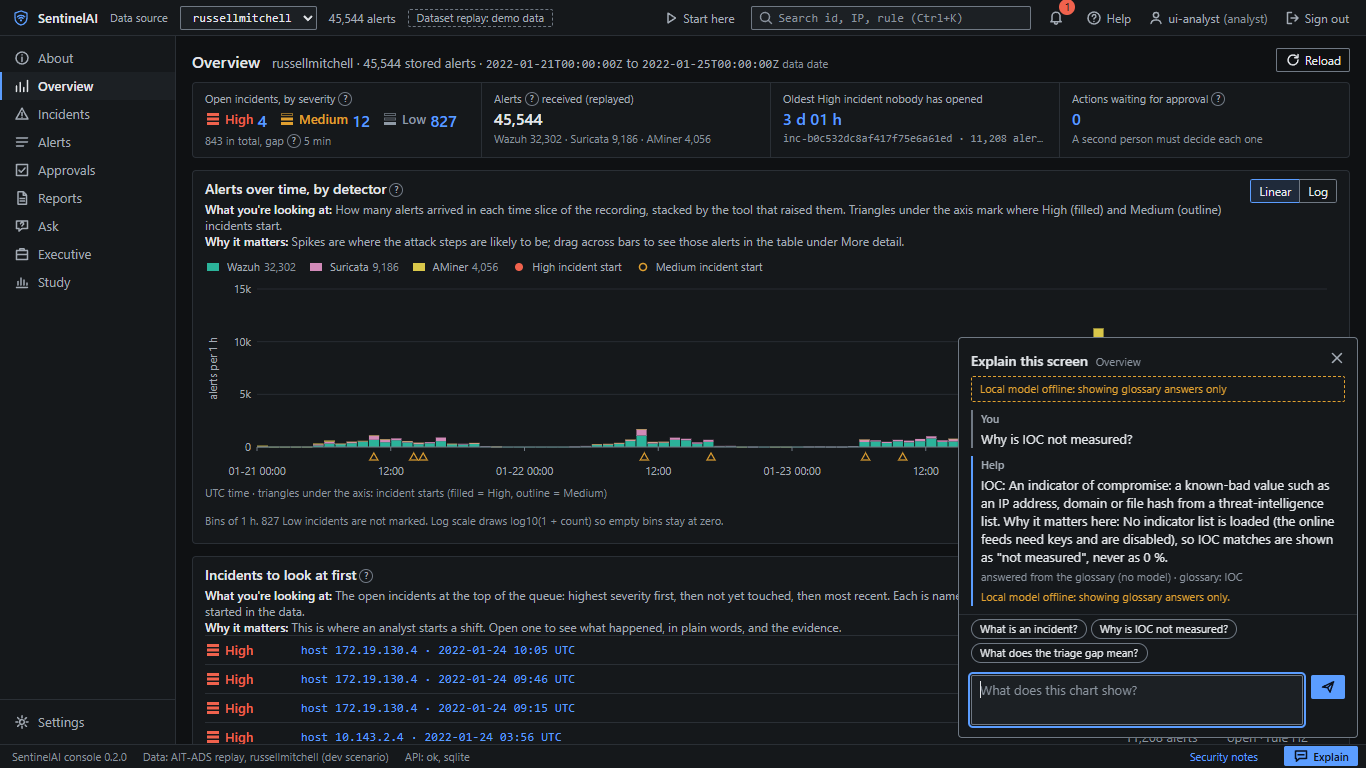 SentinelAI Data source russellmitchell 45,544 alerts Dataset replay: demo data Start here Search id, IP, rule (Ctrl+K) 1 Help ui-analyst (analyst) Sign out
About
Overview
Incidents
Alerts
Approvals
Reports
Ask
Executive
Study
Settings
Overview russellmitchell · 45,544 stored alerts · 2022-01-21T00:00:00Z to 2022-01-25T00:00:00Z data date Reload
Open incidents, by severity ?
High 4 Medium 12 Low 827
843 in total, gap ? 5 min
Alerts ? received (replayed)
45,544
Wazuh 32,302 · Suricata 9,186 · AMiner 4,056
Oldest High incident nobody has opened
3 d 01 h
inc-b0c532dc8af417f75e6a61ed · 11,208 aler…
Actions waiting for approval ?
0
A second person must decide each one
Alerts over time, by detector ? Linear Log
What you're looking at: How many alerts arrived in each time slice of the recording, stacked by the tool that raised them. Triangles under the axis mark where High (filled) and Medium (outline)
incidents start.
Why it matters: Spikes are where the attack steps are likely to be; drag across bars to see those alerts in the table under More detail.
Wazuh 32,302 Suricata 9,186 AMiner 4,056 High incident start Medium incident start
alerts per 1 h
15k
10k
5k
0
01-21 00:00 12:00 01-22 00:00 12:00 01-23 00:00 12:00
UTC time · triangles under the axis: incident starts (filled = High, outline = Medium)
Bins of 1 h. 827 Low incidents are not marked. Log scale draws log10(1 + count) so empty bins stay at zero.
Incidents to look at first ?
What you're looking at: The open incidents at the top of the queue: highest severity first, then not yet touched, then most recent. Each is name
started in the data.
Why it matters: This is where an analyst starts a shift. Open one to see what happened, in plain words, and the evidence.
High host 172.19.130.4 · 2022-01-24 10:05 UTC
High host 172.19.130.4 · 2022-01-24 09:46 UTC
High host 172.19.130.4 · 2022-01-24 09:15 UTC
High host 10.143.2.4 · 2022-01-24 03:56 UTC
Explain this screen Overview
Local model offline: showing glossary answers only
You
Why is IOC not measured?
Help
IOC: An indicator of compromise: a known-bad value such as
an IP address, domain or file hash from a threat-intelligence
list. Why it matters here: No indicator list is loaded (the online
feeds need keys and are disabled), so IOC matches are shown
as "not measured", never as 0 %.
answered from the glossary (no model) · glossary: IOC
Local model offline: showing glossary answers only.
What is an incident? Why is IOC not measured?
What does the triage gap mean?
What does this chart show?
SentinelAI console 0.2.0 Data: AIT-ADS replay, russellmitchell (dev scenario) API: ok, sqlite Security notes Explain